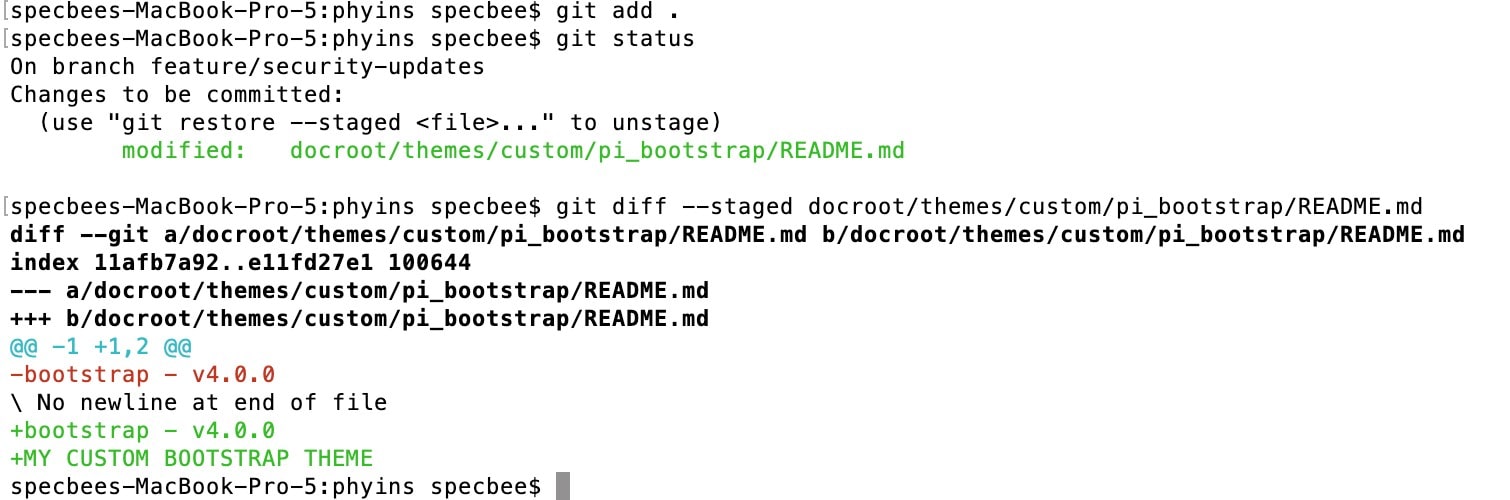 [specbees-MacBook-Pro-5:phyins specbee$ git add .
[specbees-MacBook-Pro-5:phyins specbee$ git status
On branch feature/security-updates
Changes to be committed:
  (use "git restore --staged <file>..." to unstage)
        modified:   docroot/themes/custom/pi_bootstrap/README.md

[specbees-MacBook-Pro-5:phyins specbee$ git diff --staged docroot/themes/custom/pi_bootstrap/README.md
diff --git a/docroot/themes/custom/pi_bootstrap/README.md b/docroot/themes/custom/pi_bootstrap/README.md
index 11afb7a92..e11fd27e1 100644
--- a/docroot/themes/custom/pi_bootstrap/README.md
+++ b/docroot/themes/custom/pi_bootstrap/README.md
@@ -1 +1,2 @@
-bootstrap - v4.0.0
\ No newline at end of file
+bootstrap - v4.0.0
+MY CUSTOM BOOTSTRAP THEME
specbees-MacBook-Pro-5:phyins specbee$